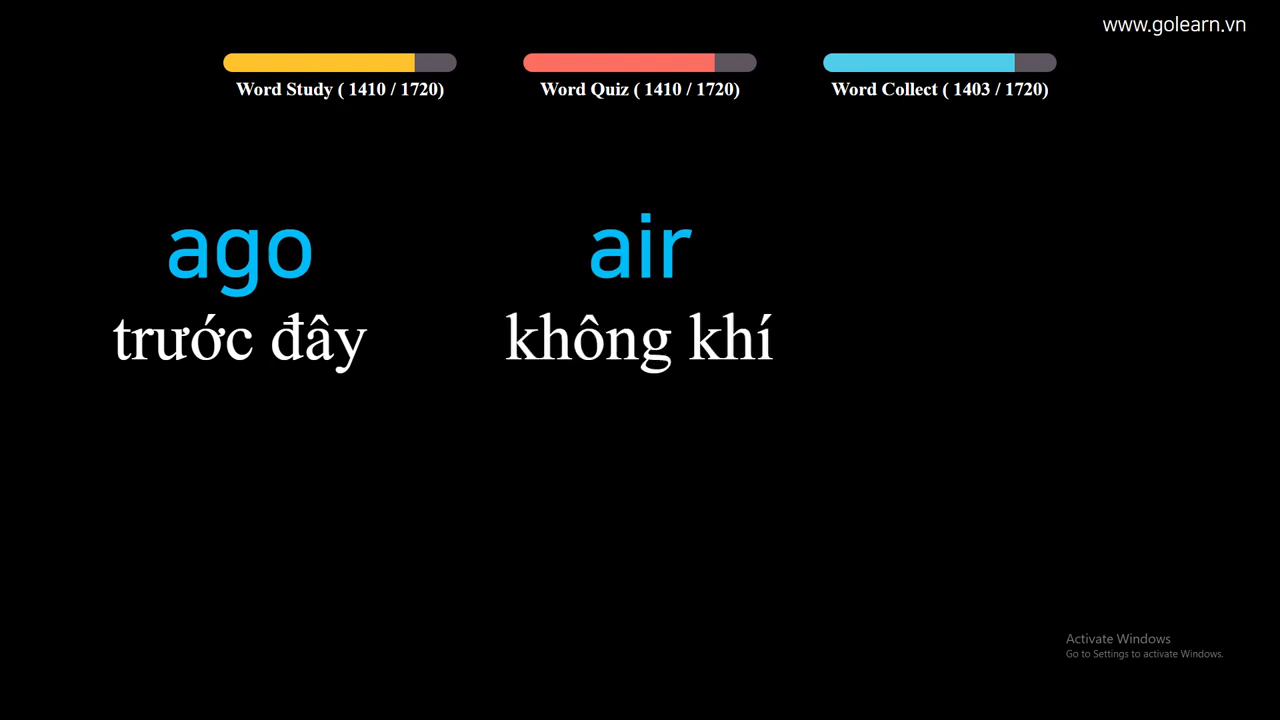 www.golearn.vn
Word Study ( 1410 / 1720)
Word Quiz ( 1410 / 1720)
Word Collect ( 1403 / 1720)
ago
trước đây
air
không khí
Activate Windows
Go to Settings to activate Windows.